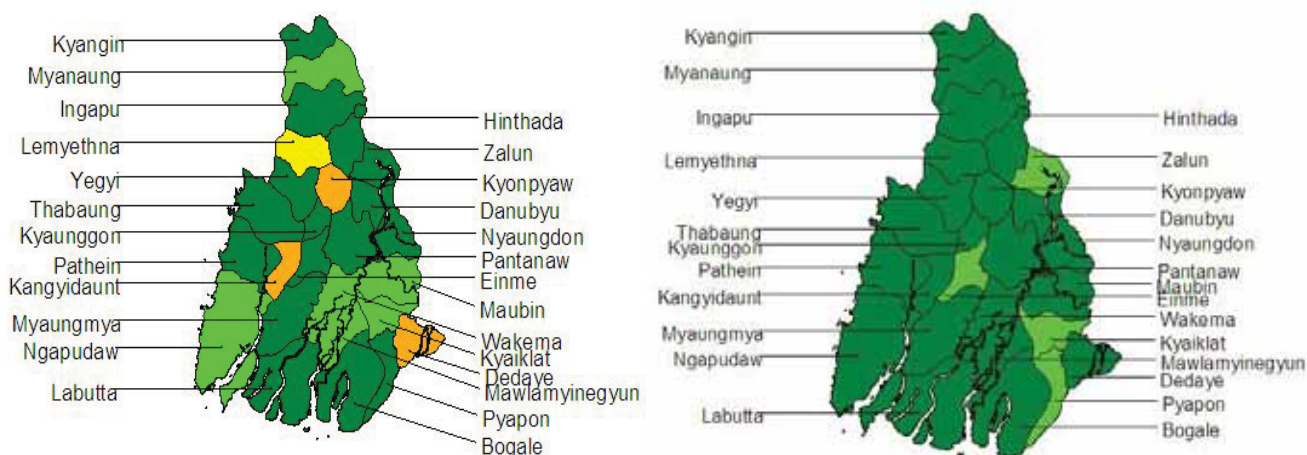 Kyangin
Myanaung
Ingapu
Lemyethna
Yegyi
Thabaung
Kyaunggon
Pathein
Kangyidaunt
Myaungmya
Ngapudaw
Labutta
Hinthada
Zalun
Kyonpyaw
Danubyu
Nyaungdon
Pantanaw
Einme
Maubin
Wakema
Kyaiklat
Dedaye
Mawlamyinegyun
Pyapon
Bogale
Kyangin
Myanaung
Ingapu
Lemyethna
Yegyi
Thabaung
Kyaunggon
Pathein
Kangyidaunt
Myaungmya
Ngapudaw
Labutta
Hinthada
Zalun
Kyonpyaw
Danubyu
Nyaungdon
Pantanaw
Maubin
Einme
Wakema
Kyaiklat
Mawlamyinegyun
Dedaye
Pyapon
Bogale